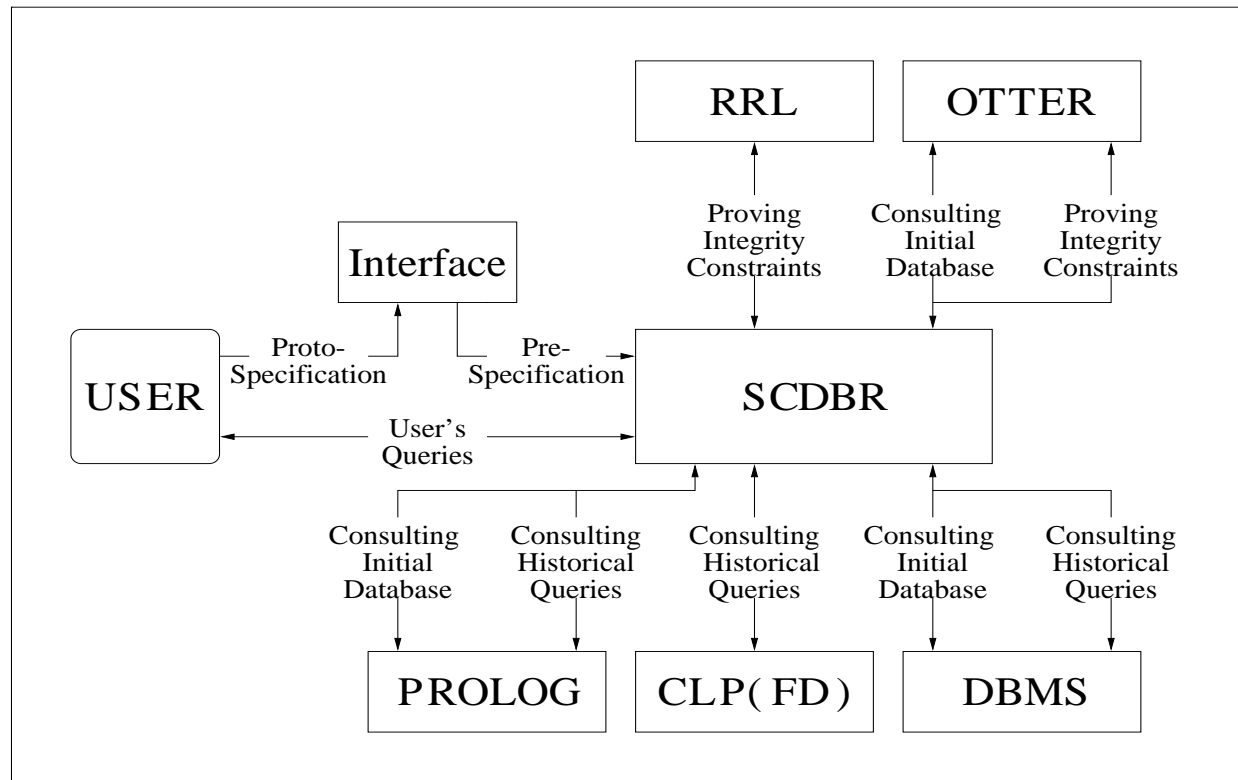 RRL
OTTER
Proving
Integrity
Constraints
Consulting
Initial
Database
Proving
Integrity
Constraints
Interface
USER
Proto-
Specification
Pre-
Specification
SCDBR
User's
Queries
Consulting
Initial
Database
Consulting
Historical
Queries
Consulting
Historical
Queries
Consulting
Initial
Database
Consulting
Historical
Queries
PROLOG
CLP(FD)
DBMS